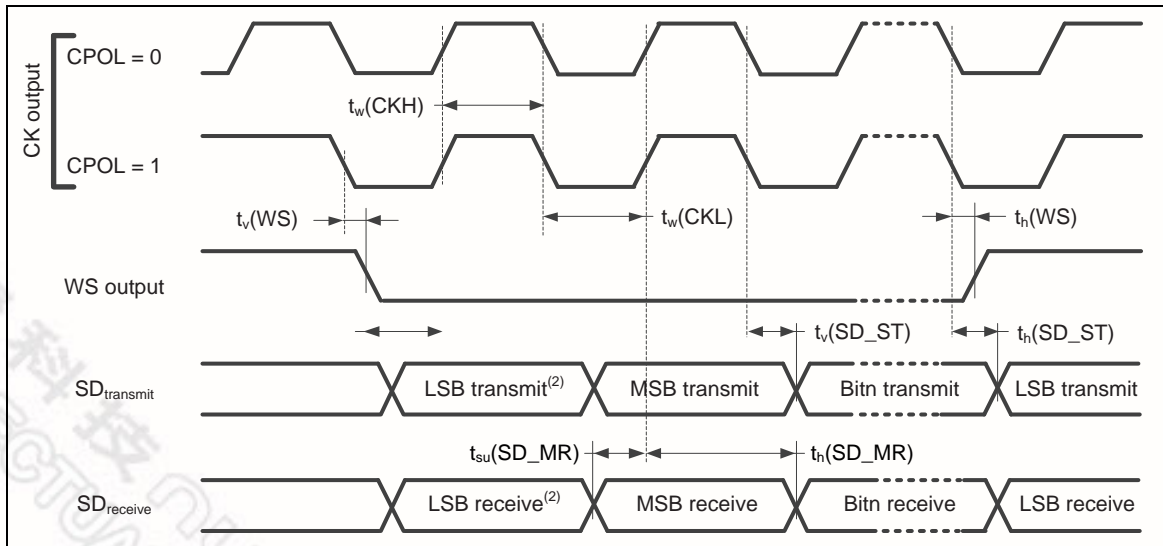 CK output
CPOL = 0
tw(CKH)
CPOL = 1
tv(WS)
tw(CKL)
th(WS)
WS output
tv(SD_ST)
th(SD_ST)
SDtransmit
LSB transmit(2)
MSB transmit
Bitn transmit
LSB transmit
tsu(SD_MR)
th(SD_MR)
SDreceive
LSB receive(2)
MSB receive
Bitn receive
LSB receive
科技